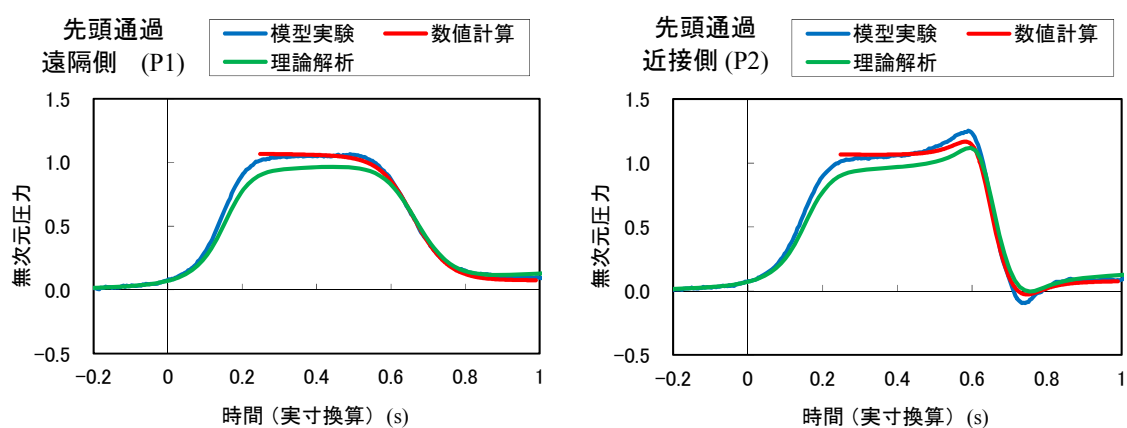 先頭通過
遠隔側 (P1)
模型実験
数値計算
理論解析
1.5
1.0
0.5
0.0
−0.5
無次元圧力
−0.2
0
0.2
0.4
0.6
0.8
1
時間（実寸換算）(s)
先頭通過
近接側 (P2)
模型実験
数値計算
理論解析
1.5
1.0
0.5
0.0
−0.5
無次元圧力
−0.2
0
0.2
0.4
0.6
0.8
1
時間（実寸換算）(s)